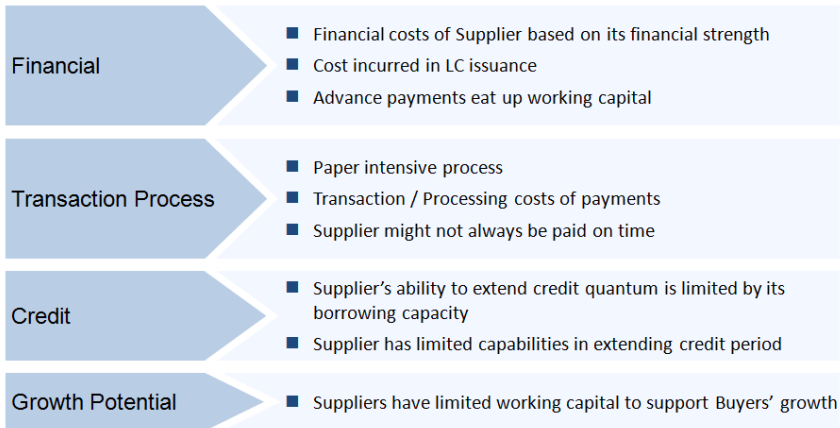 Financial
Financial costs of Supplier based on its financial strength
Cost incurred in LC issuance
Advance payments eat up working capital
Transaction Process
Paper intensive process
Transaction / Processing costs of payments
Supplier might not always be paid on time
Credit
Supplier’s ability to extend credit quantum is limited by its
borrowing capacity
Supplier has limited capabilities in extending credit period
Growth Potential
Suppliers have limited working capital to support Buyers’ growth